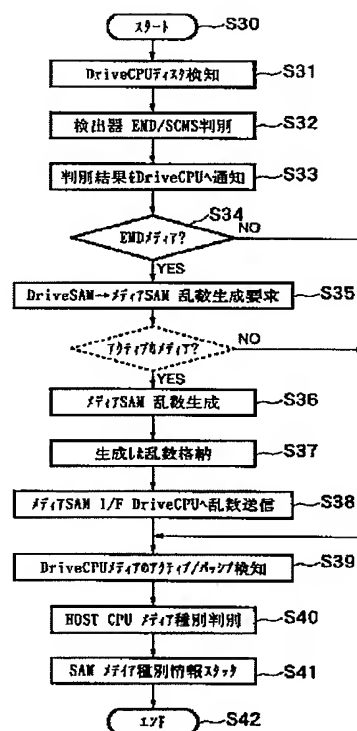 スタート S30
DriveCPUディスク検知 S31
検出器 EMD/SCMS判別 S32
判別結果をDriveCPUへ通知 S33
S34
EMDメディア? NO
YES
DriveSAM→メディアSAM 乱数生成要求 S35
アクティブなメディア? NO
YES
メディアSAM 乱数生成 S36
生成した乱数格納 S37
メディアSAM I/F DriveCPUへ乱数送信 S38
DriveCPUメディアのアクティブ/パッシブ検知 S39
HOST CPU メディア種別判別 S40
SAM メディア種別情報スタック S41
エンド S42